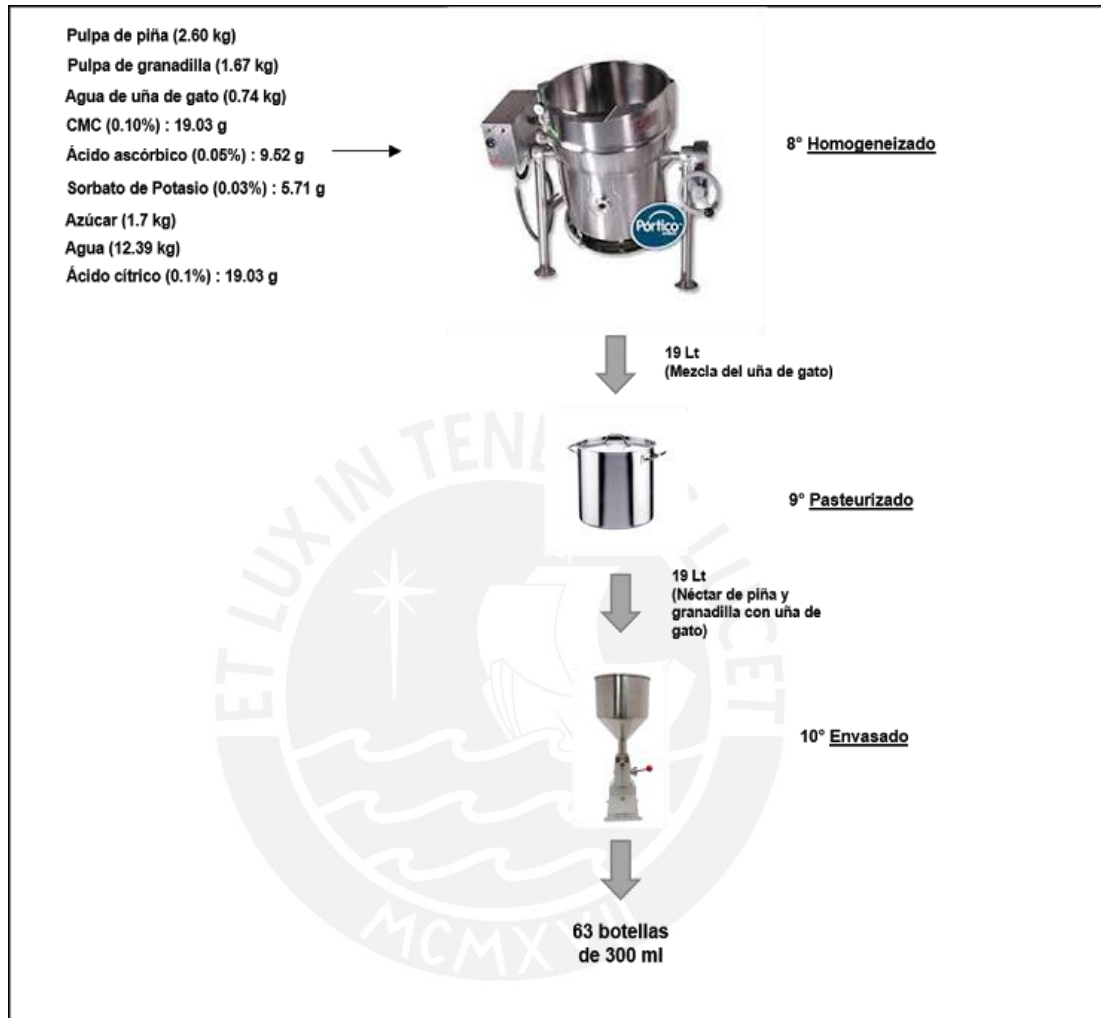 Pulpa de piña (2.60 kg)
Pulpa de granadilla (1.67 kg)
Agua de uña de gato (0.74 kg)
CMC (0.10%) : 19.03 g
Ácido ascórbico (0.05%) : 9.52 g
Sorbato de Potasio (0.03%) : 5.71 g
Azúcar (1.7 kg)
Agua (12.39 kg)
Ácido cítrico (0.1%) : 19.03 g
Pórtico
8° Homogeneizado
19 Lt
(Mezcla del uña de gato)
9° Pasteurizado
19 Lt
(Néctar de piña y
granadilla con uña de
gato)
10° Envasado
63 botellas
de 300 ml
ET LUX IN TENEBRIS LUCET
MCMXVII